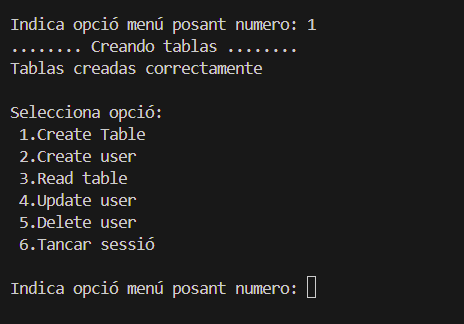 Indica opció menú posant numero: 1
........ Creando tablas ........
Tablas creadas correctamente
Selecciona opció:
1.Create Table
2.Create user
3.Read table
4.Update user
5.Delete user
6.Tancar sessió
Indica opció menú posant numero: